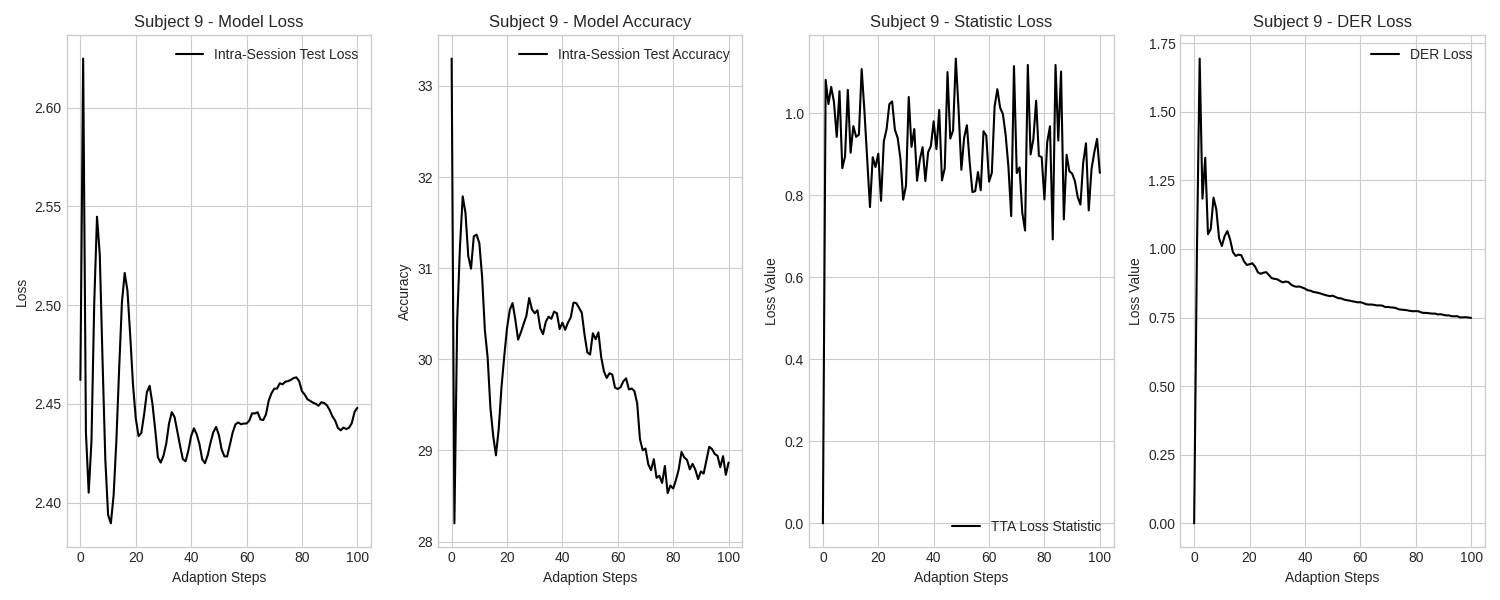 Subject 9 - Model Loss
Intra-Session Test Loss
2.60
2.55
2.50
2.45
2.40
Loss
0 20 40 60 80 100
Adaption Steps
Subject 9 - Model Accuracy
Intra-Session Test Accuracy
33
32
31
30
29
28
Accuracy
0 20 40 60 80 100
Adaption Steps
Subject 9 - Statistic Loss
1.0
0.8
0.6
0.4
0.2
0.0
Loss Value
TTA Loss Statistic
0 20 40 60 80 100
Adaption Steps
Subject 9 - DER Loss
DER Loss
1.75
1.50
1.25
1.00
0.75
0.50
0.25
0.00
Loss Value
0 20 40 60 80 100
Adaption Steps